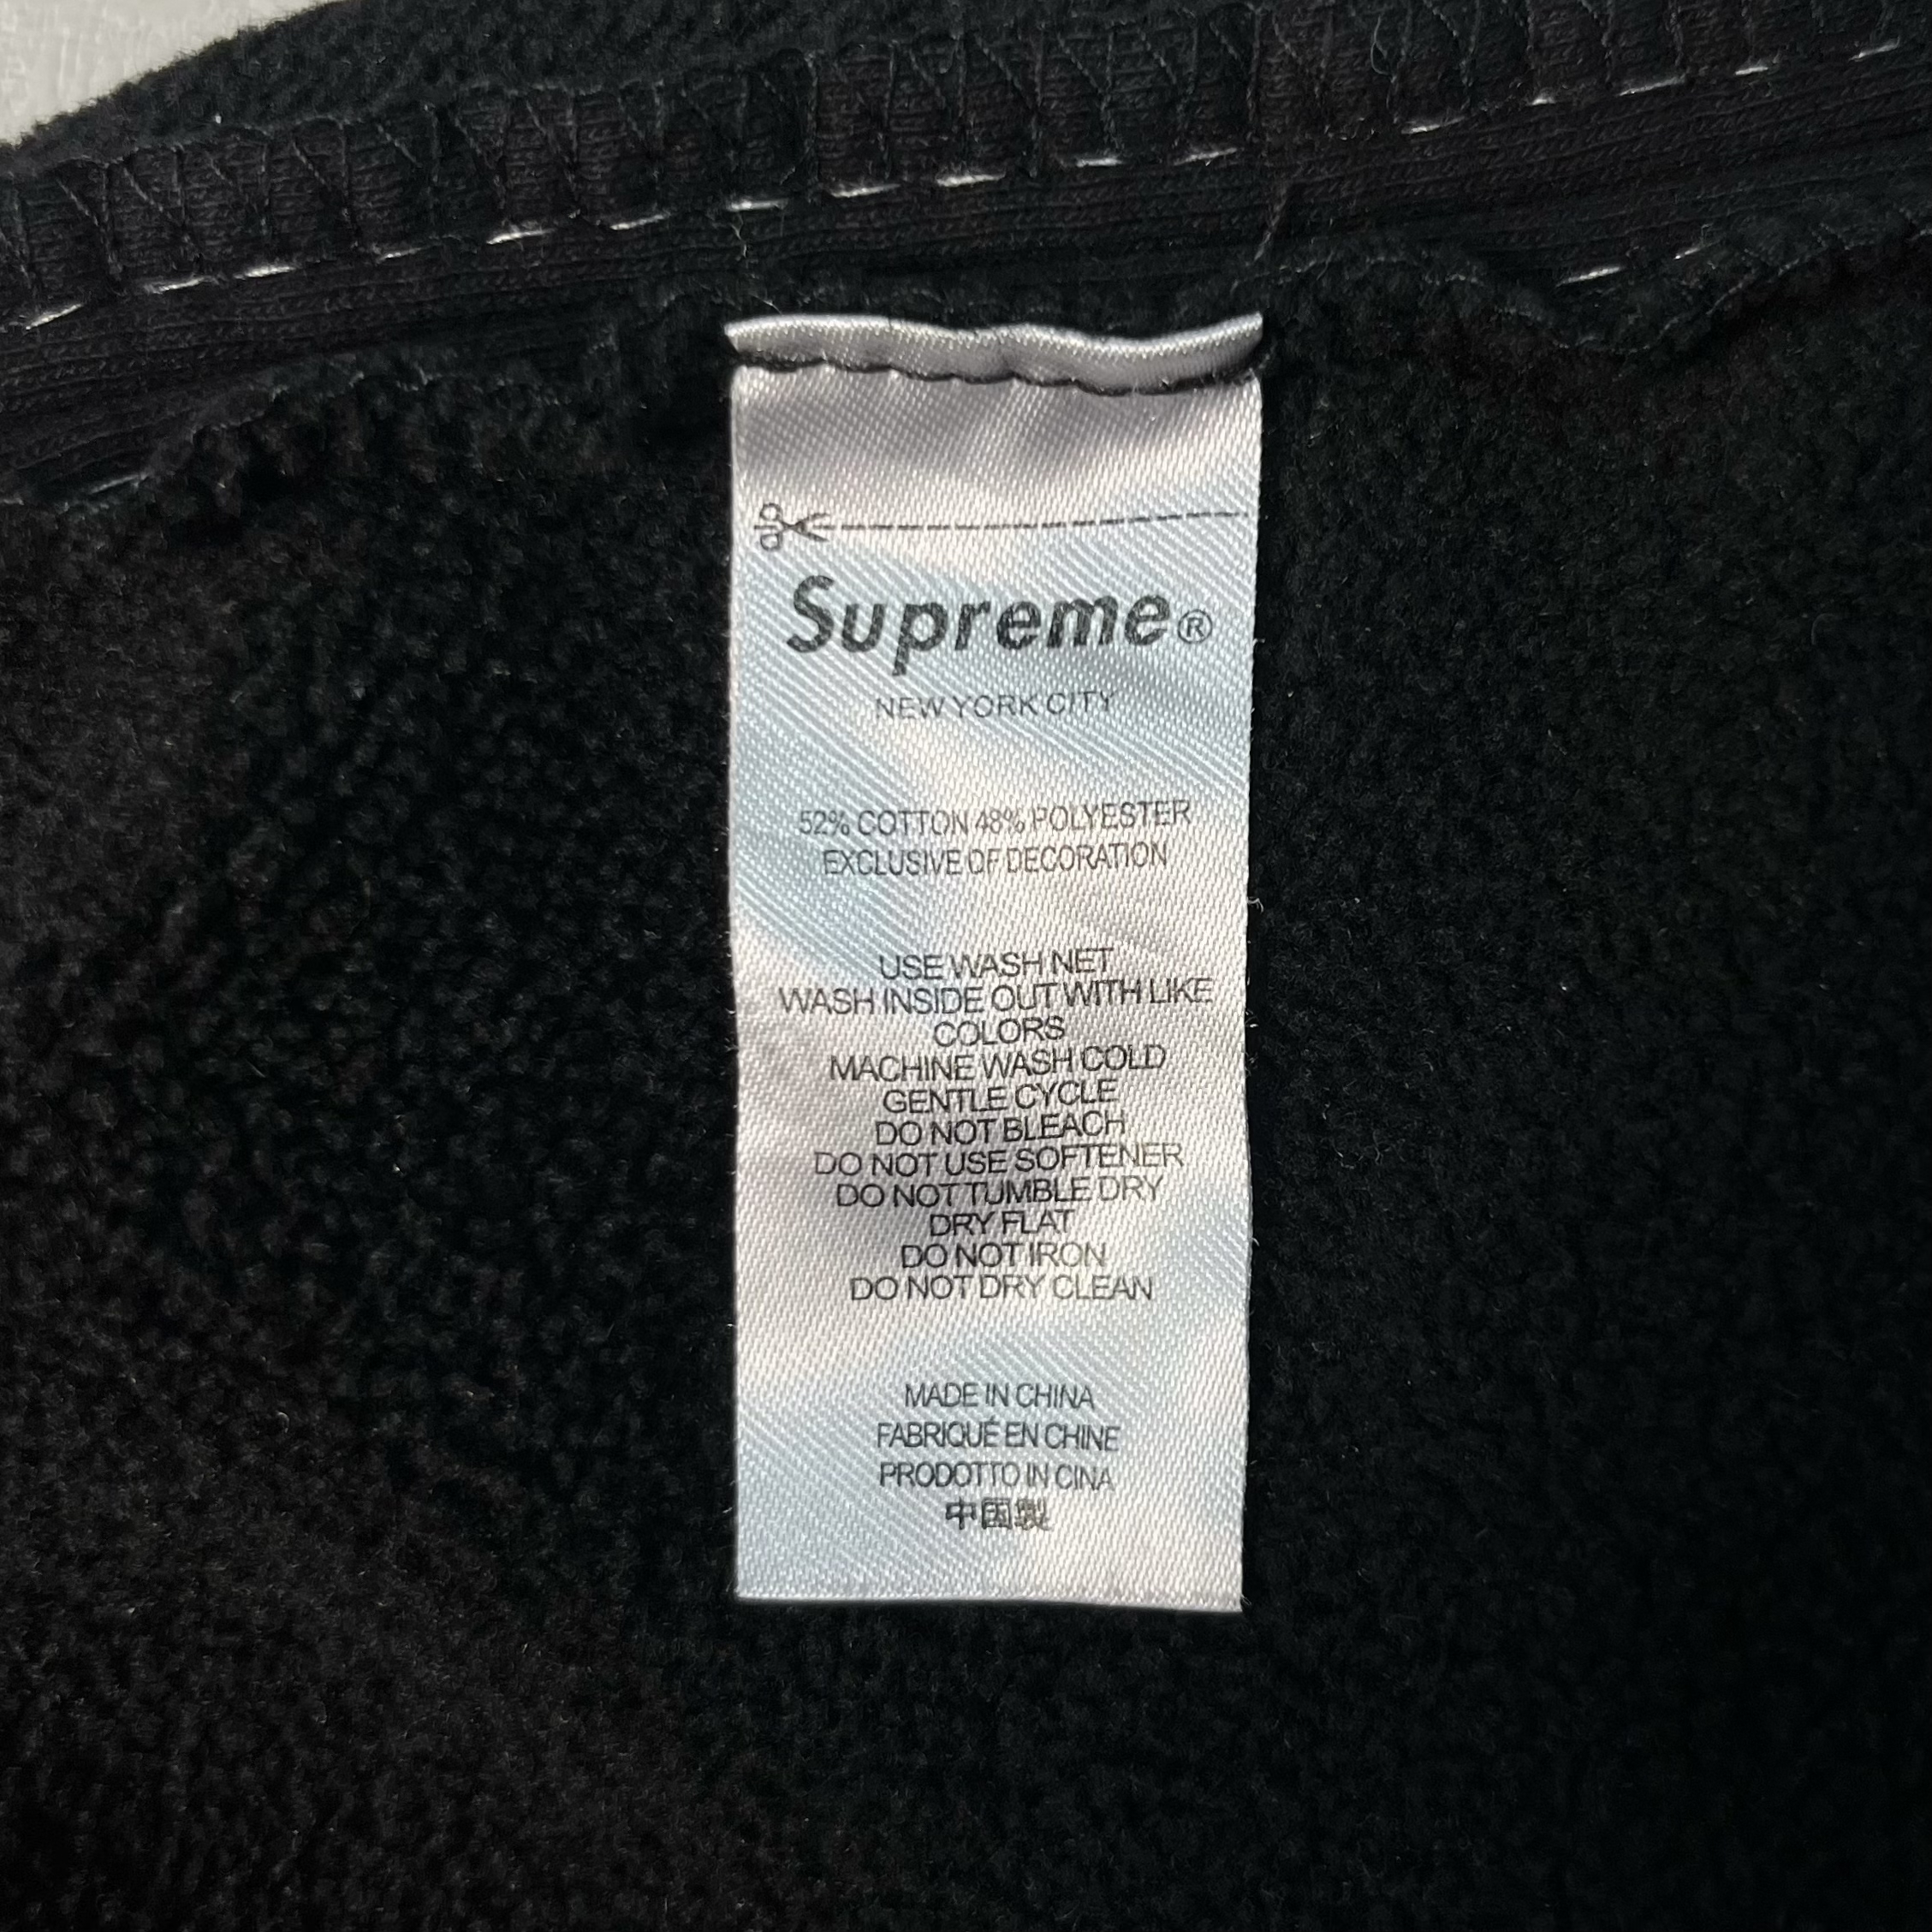 Supreme®
NEW YORK CITY
52% COTTON 48% POLYESTER
EXCLUSIVE OF DECORATION
USE WASH NET
WASH INSIDE OUT WITH LIKE
COLORS
MACHINE WASH COLD
GENTLE CYCLE
DO NOT BLEACH
DO NOT USE SOFTENER
DO NOT TUMBLE DRY
DRY FLAT
DO NOT IRON
DO NOT DRY CLEAN
MADE IN CHINA
FABRIQUÉ EN CHINE
PRODOTTO IN CINA
中国製